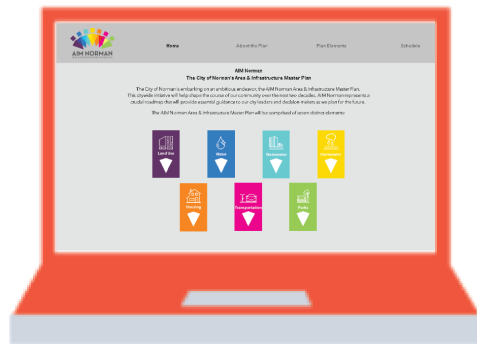 AIM NORMAN
Home
About the Plan
Plan Elements
Schedule
AIM Norman
The City of Norman's Area & Infrastructure Master Plan
The City of Norman is embarking on an ambitious endeavor, the AIM Norman Area & Infrastructure Master Plan.
This citywide initiative will help shape the course of our community over the next two decades. AIM Norman represents a
crucial roadmap that will provide essential guidance to our city leaders and decision-makers as we plan for the future.
The AIM Norman Area & Infrastructure Master Plan will be comprised of seven distinct elements:
Land Use
Water
Wastewater
Stormwater
Housing
Transportation
Parks